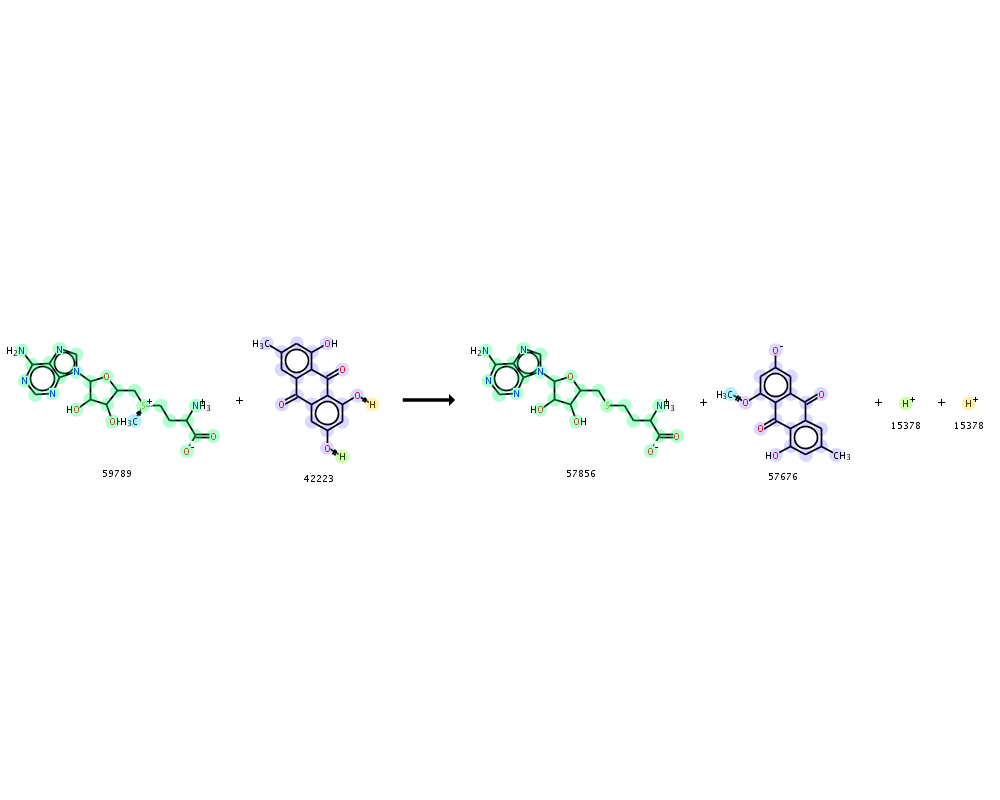 H₂N N N N N O HO OH H₃C S⁺ NH₃⁺ O O⁻
59789
+
H₃C OH O O O H O H
42223
H₂N N N N N O HO OH S NH₃⁺ O O⁻
57856
+
O⁻ H₃C O O O HO CH₃
57676
+
H⁺
15378
+
H⁺
15378